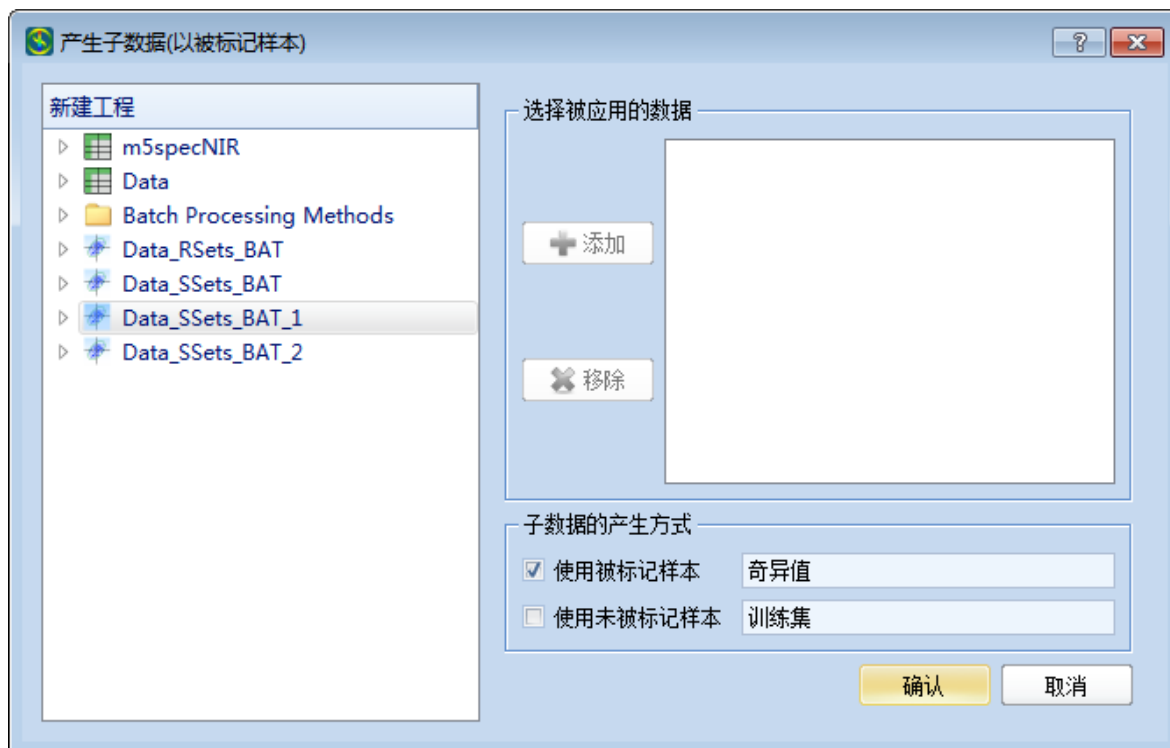 产生子数据(以被标记样本)
新建工程
m5specNIR
Data
Batch Processing Methods
Data_RSets_BAT
Data_SSets_BAT
Data_SSets_BAT_1
Data_SSets_BAT_2
选择被应用的数据
添加
移除
子数据的产生方式
使用被标记样本 奇异值
使用未被标记样本 训练集
确认 取消